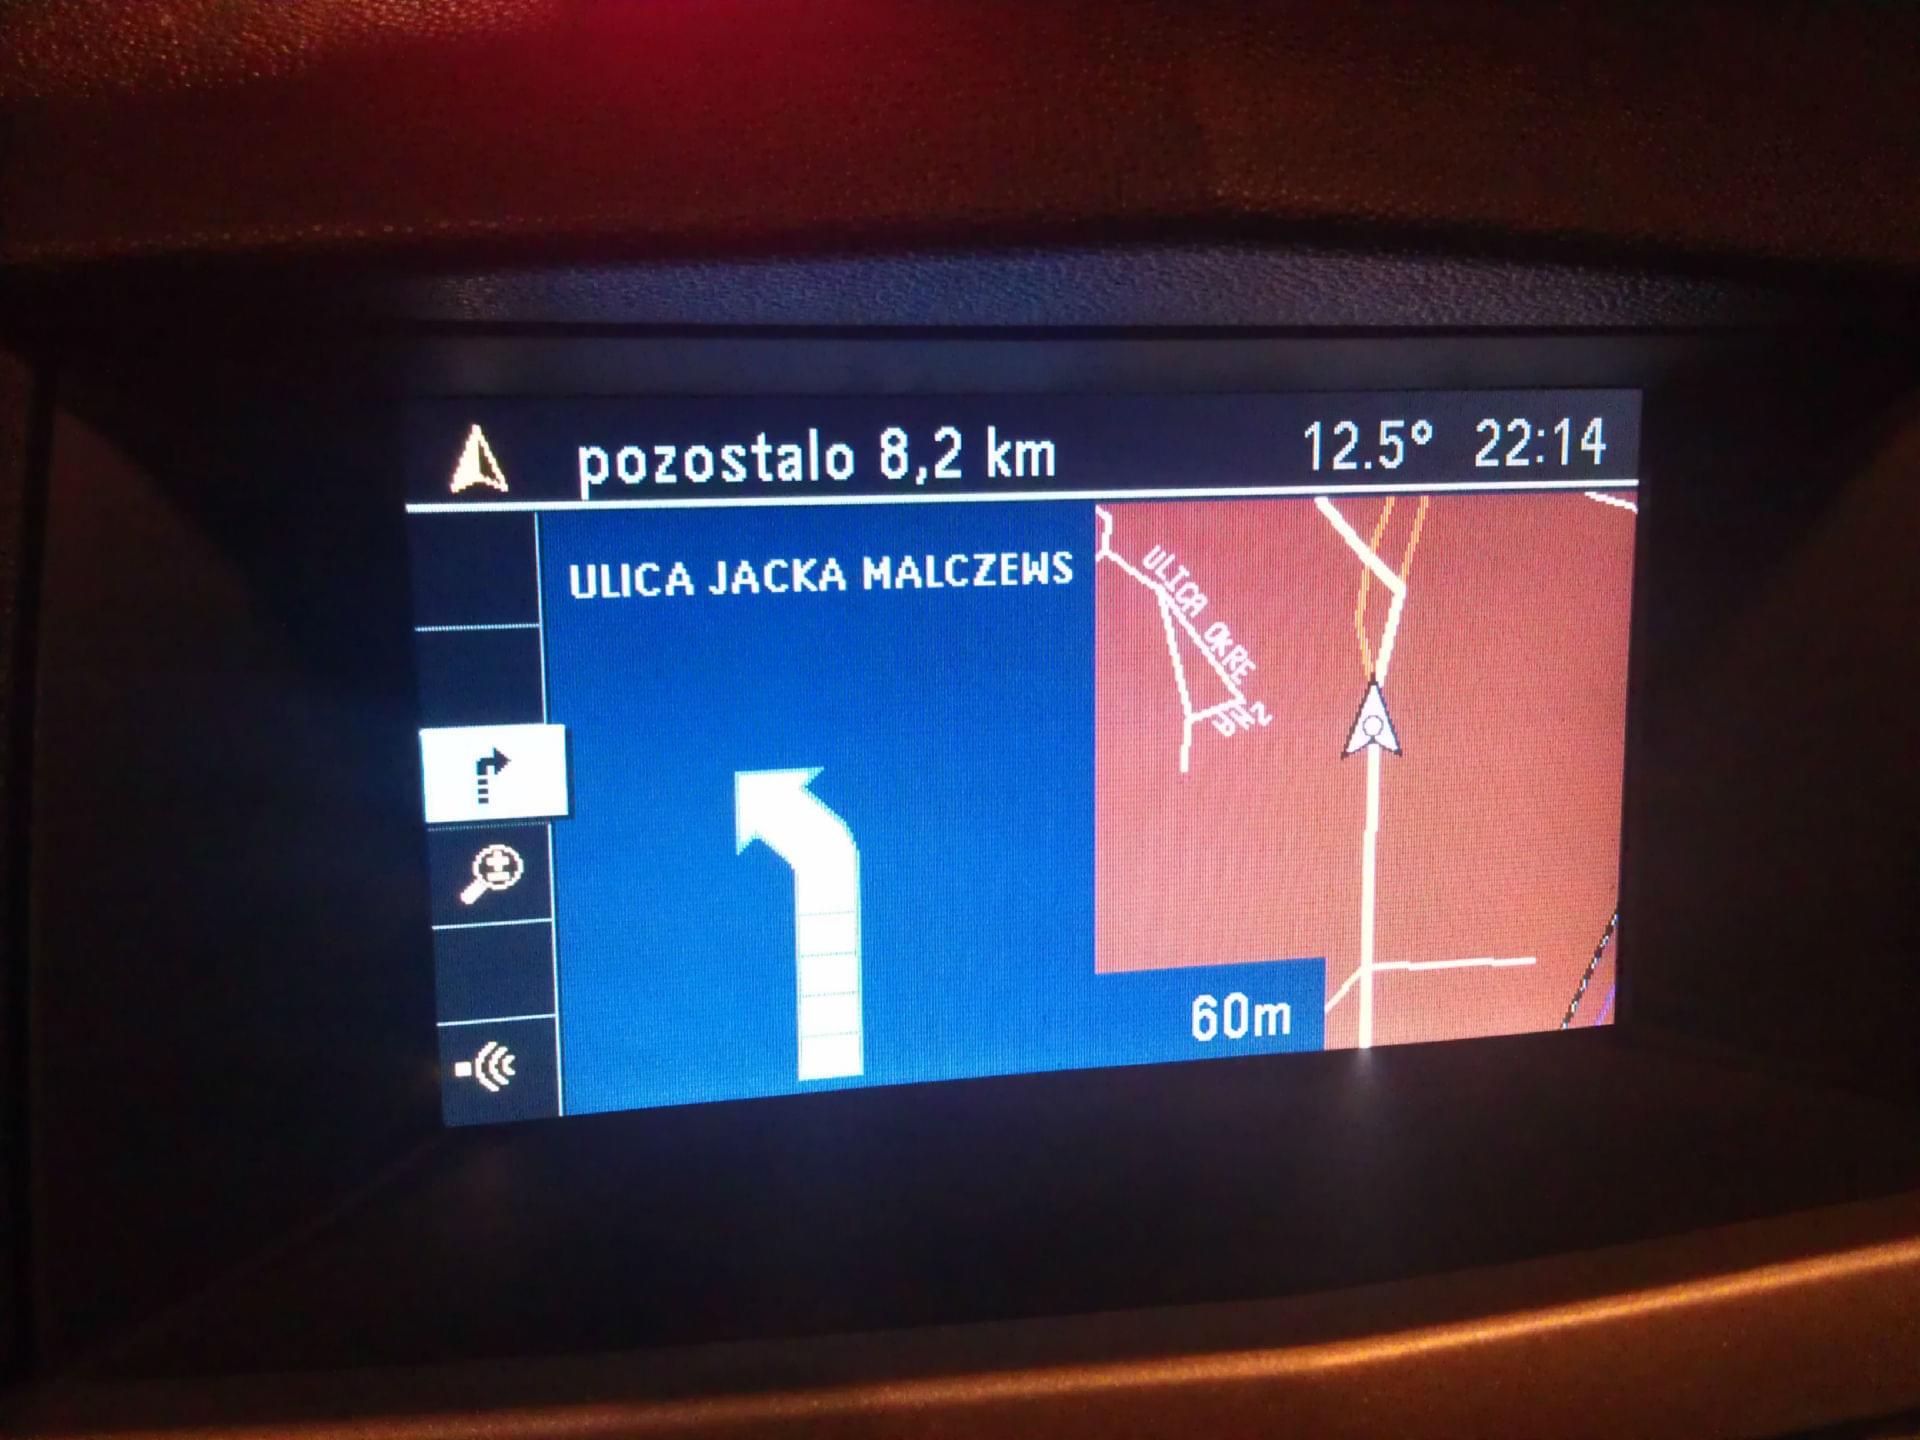 pozostalo 8,2 km 12.5° 22:14
ULICA JACKA MALCZEWS
ULICA OKRE
60m